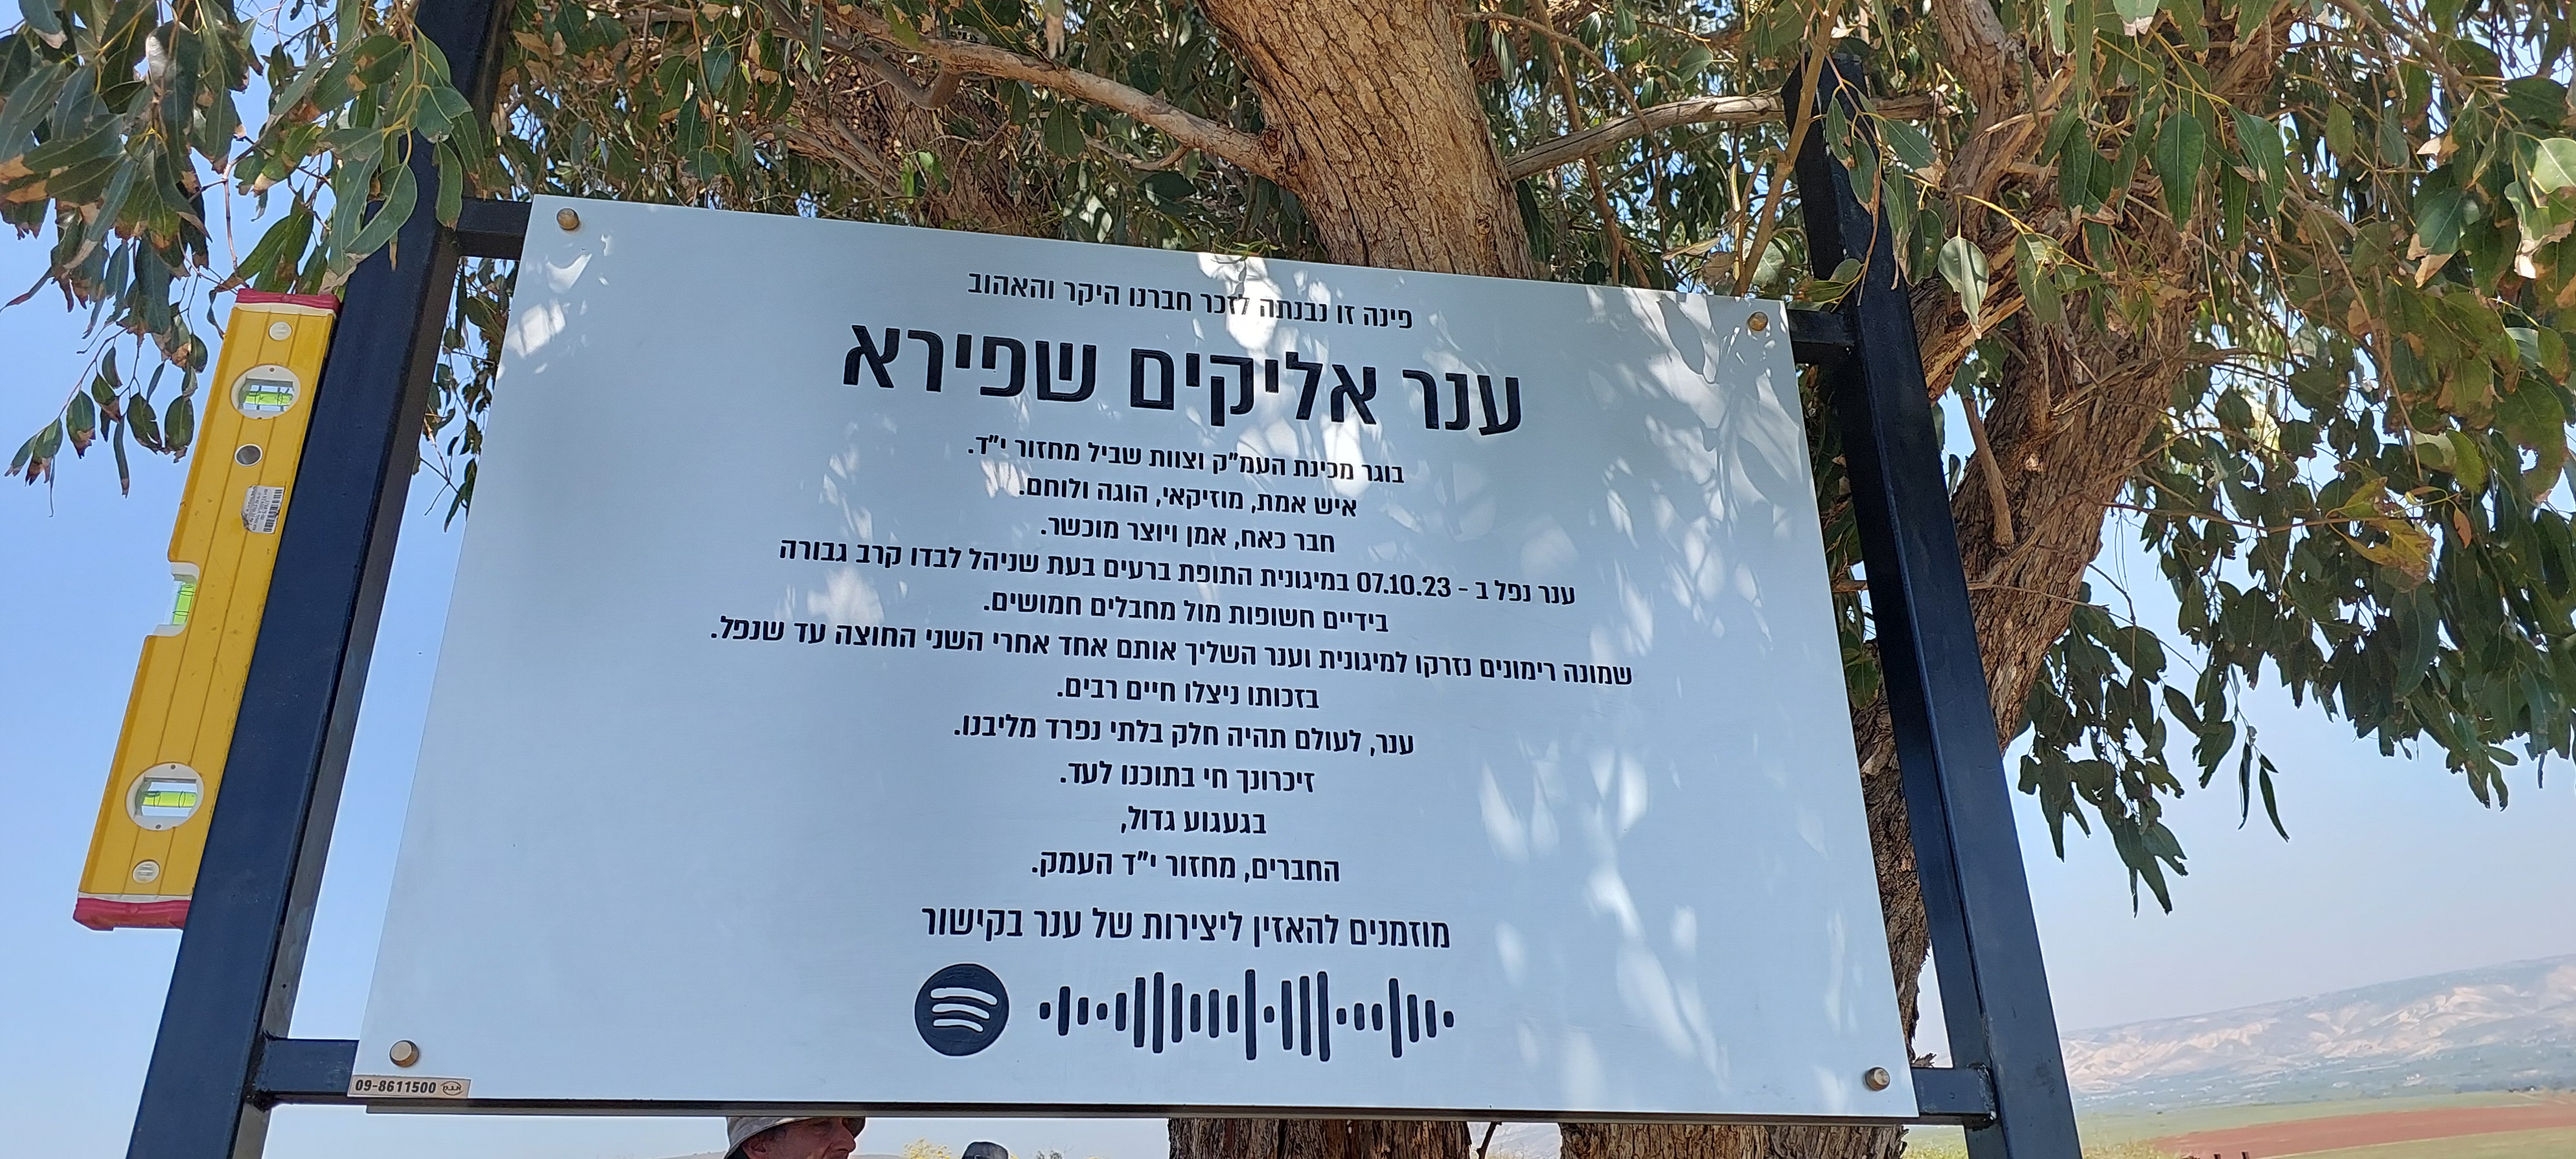 פינה זו נבנתה לזכר חברנו היקר והאהוב
ענר אליקים שפירא
בוגר מכינת העמ"ק וצוות שביל מחזור י"ד.
איש אמת, מוזיקאי, הוגה ולוחם.
חבר כאח, אמן ויוצר מוכשר.
ענר נפל ב - 07.10.23 במיגונית התופת ברעים בעת שניהל לבדו קרב גבורה
בידיים חשופות מול מחבלים חמושים.
שמונה רימונים נזרקו למיגונית וענר השליך אותם אחד אחרי השני החוצה עד שנפל.
בזכותו ניצלו חיים רבים.
ענר, לעולם תהיה חלק בלתי נפרד מליבנו.
זיכרונך חי בתוכנו לעד.
בגעגוע גדול,
החברים, מחזור י"ד העמק.
מוזמנים להאזין ליצירות של ענר בקישור
09-8611500